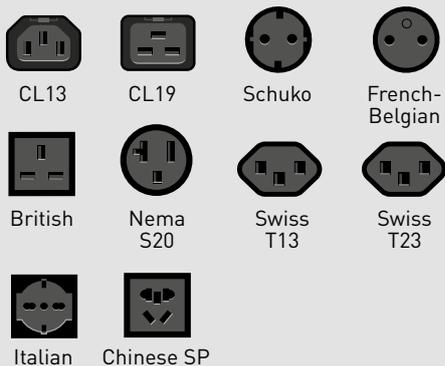 CL13
CL19
Schuko
French-
Belgian
British
Nema
S20
Swiss
T13
Swiss
T23
Italian
Chinese SP